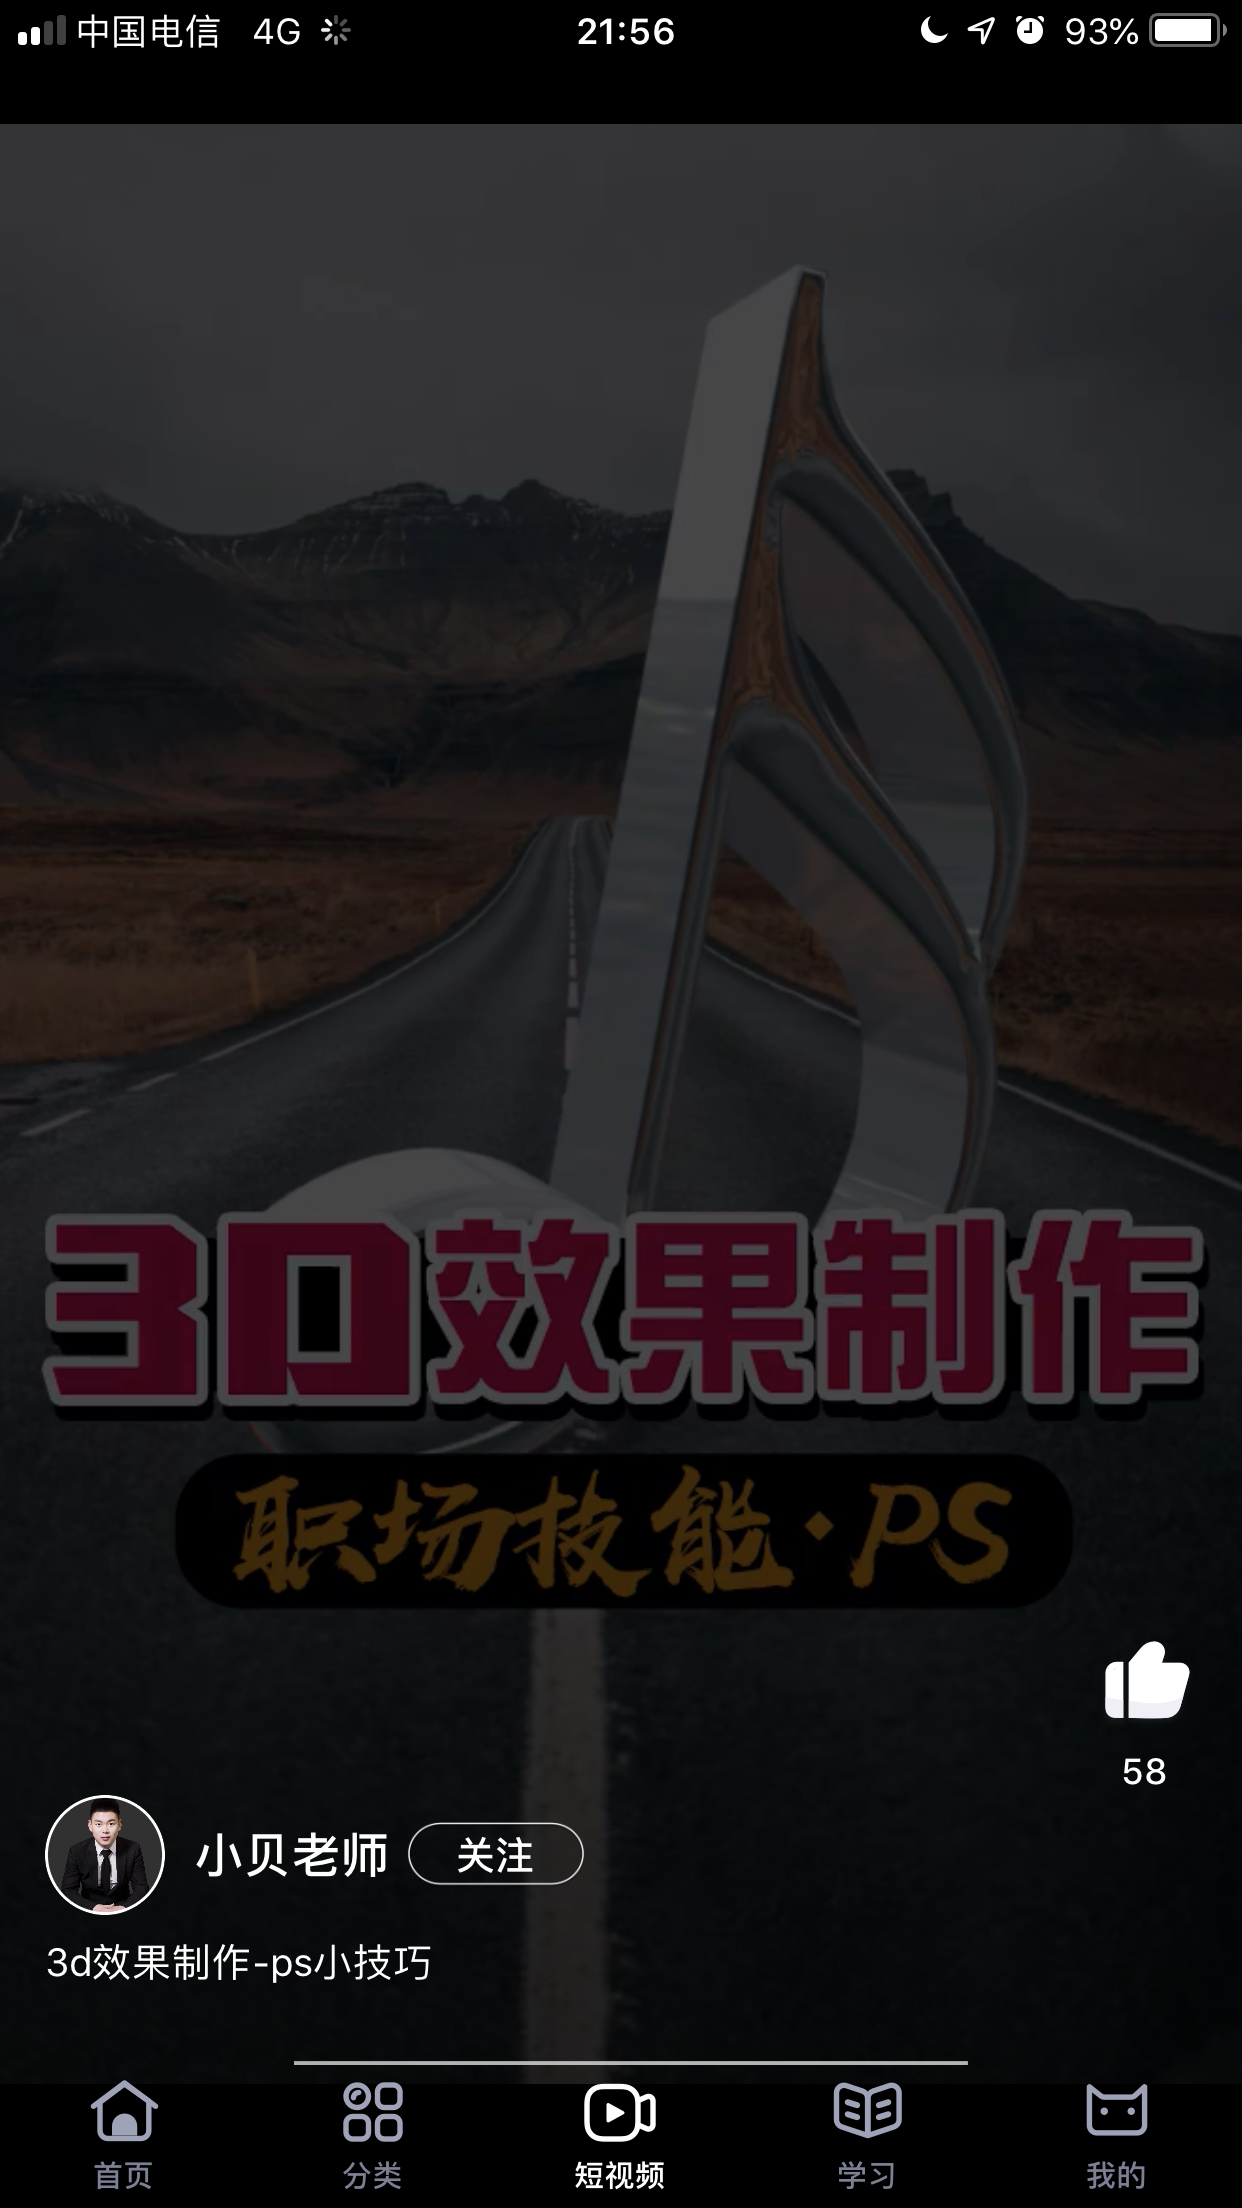 中国电信 4G 21:56 93%
3D效果制作
职场技能·PS
58
小贝老师 关注
3d效果制作-ps小技巧
首页 分类 短视频 学习 我的